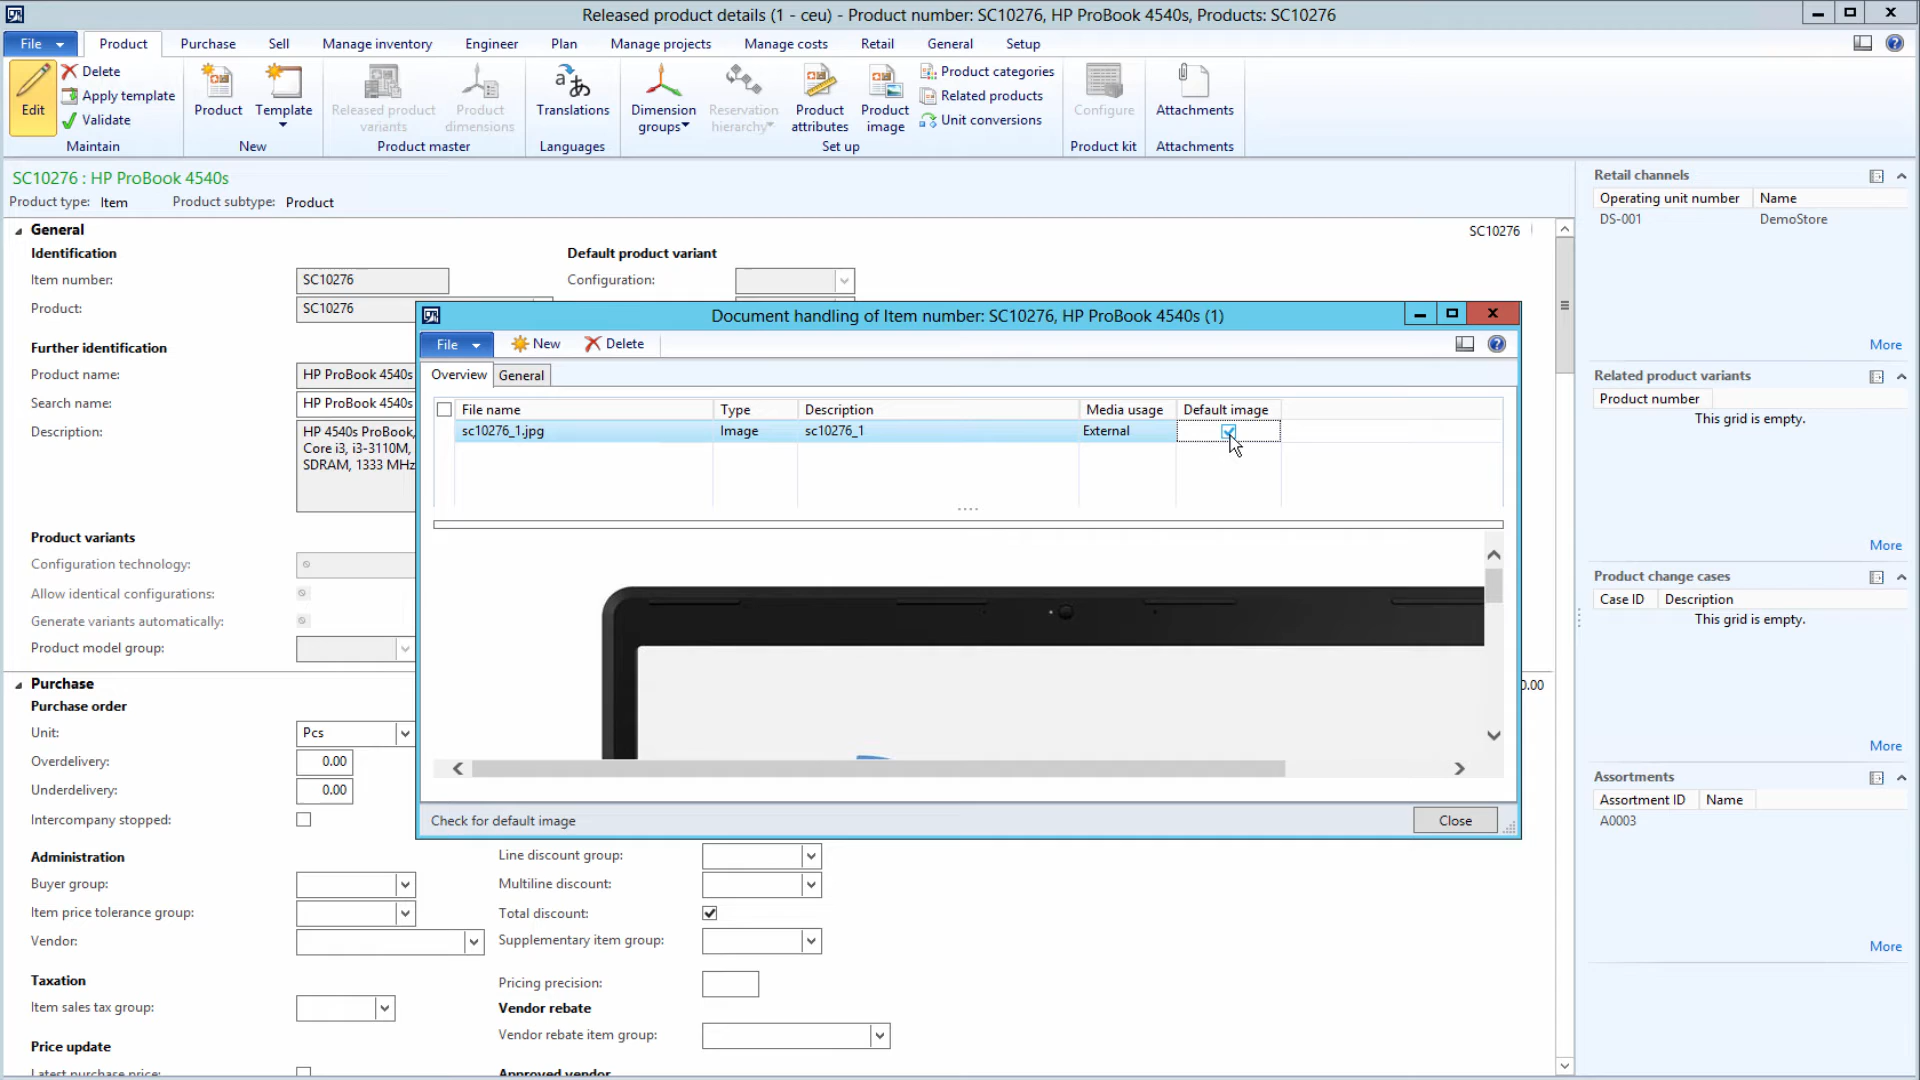 Released product details (1 - ceu) - Product number: SC10276, HP ProBook 4540s, Products: SC10276
File Product Purchase Sell Manage inventory Engineer Plan Manage projects Manage costs Retail General Setup
Edit
Delete
Apply template
Validate
Maintain
Product
Template
New
Released product variants
Product dimensions
Product master
Translations
Languages
Dimension groups
Reservation hierarchy
Product attributes
Product image
Product categories
Related products
Unit conversions
Set up
Configure
Product kit
Attachments
Attachments
SC10276 : HP ProBook 4540s
Product type: Item Product subtype: Product
General SC10276
Identification
Item number: SC10276
Product: SC10276
Default product variant
Configuration:
Further identification
Product name: HP ProBook 4540s
Search name: HP ProBook 4540s
Description: HP 4540s ProBook,
Core i3, i3-3110M,
SDRAM, 1333 MHz
Product variants
Configuration technology:
Allow identical configurations:
Generate variants automatically:
Product model group:
Purchase 0.00
Purchase order
Unit: Pcs
Overdelivery: 0.00
Underdelivery: 0.00
Intercompany stopped:
Administration
Buyer group:
Item price tolerance group:
Vendor:
Taxation
Item sales tax group:
Price update
Latest purchase price:
Line discount group:
Multiline discount:
Total discount:
Supplementary item group:
Pricing precision:
Vendor rebate
Vendor rebate item group:
Approved vendor
Document handling of Item number: SC10276, HP ProBook 4540s (1)
File New Delete
Overview General
File name Type Description Media usage Default image
sc10276_1.jpg Image sc10276_1 External
Check for default image
Close
Retail channels
Operating unit number Name
DS-001 DemoStore
More
Related product variants
Product number
This grid is empty.
More
Product change cases
Case ID Description
This grid is empty.
More
Assortments
Assortment ID Name
A0003
More